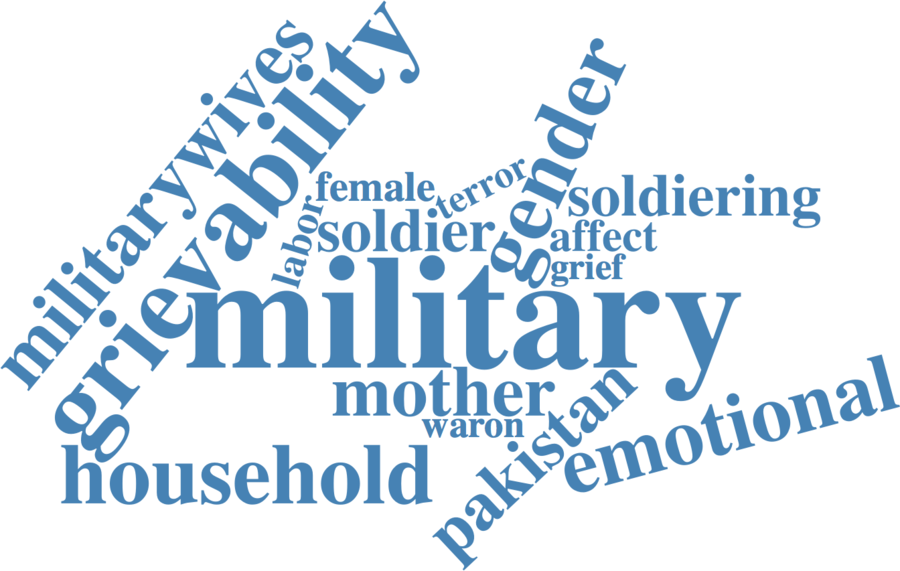 militarywives
grievability
gender
female
terror
soldiering
labor
soldier
affect
grief
military
mother
waron
pakistan
emotional
household